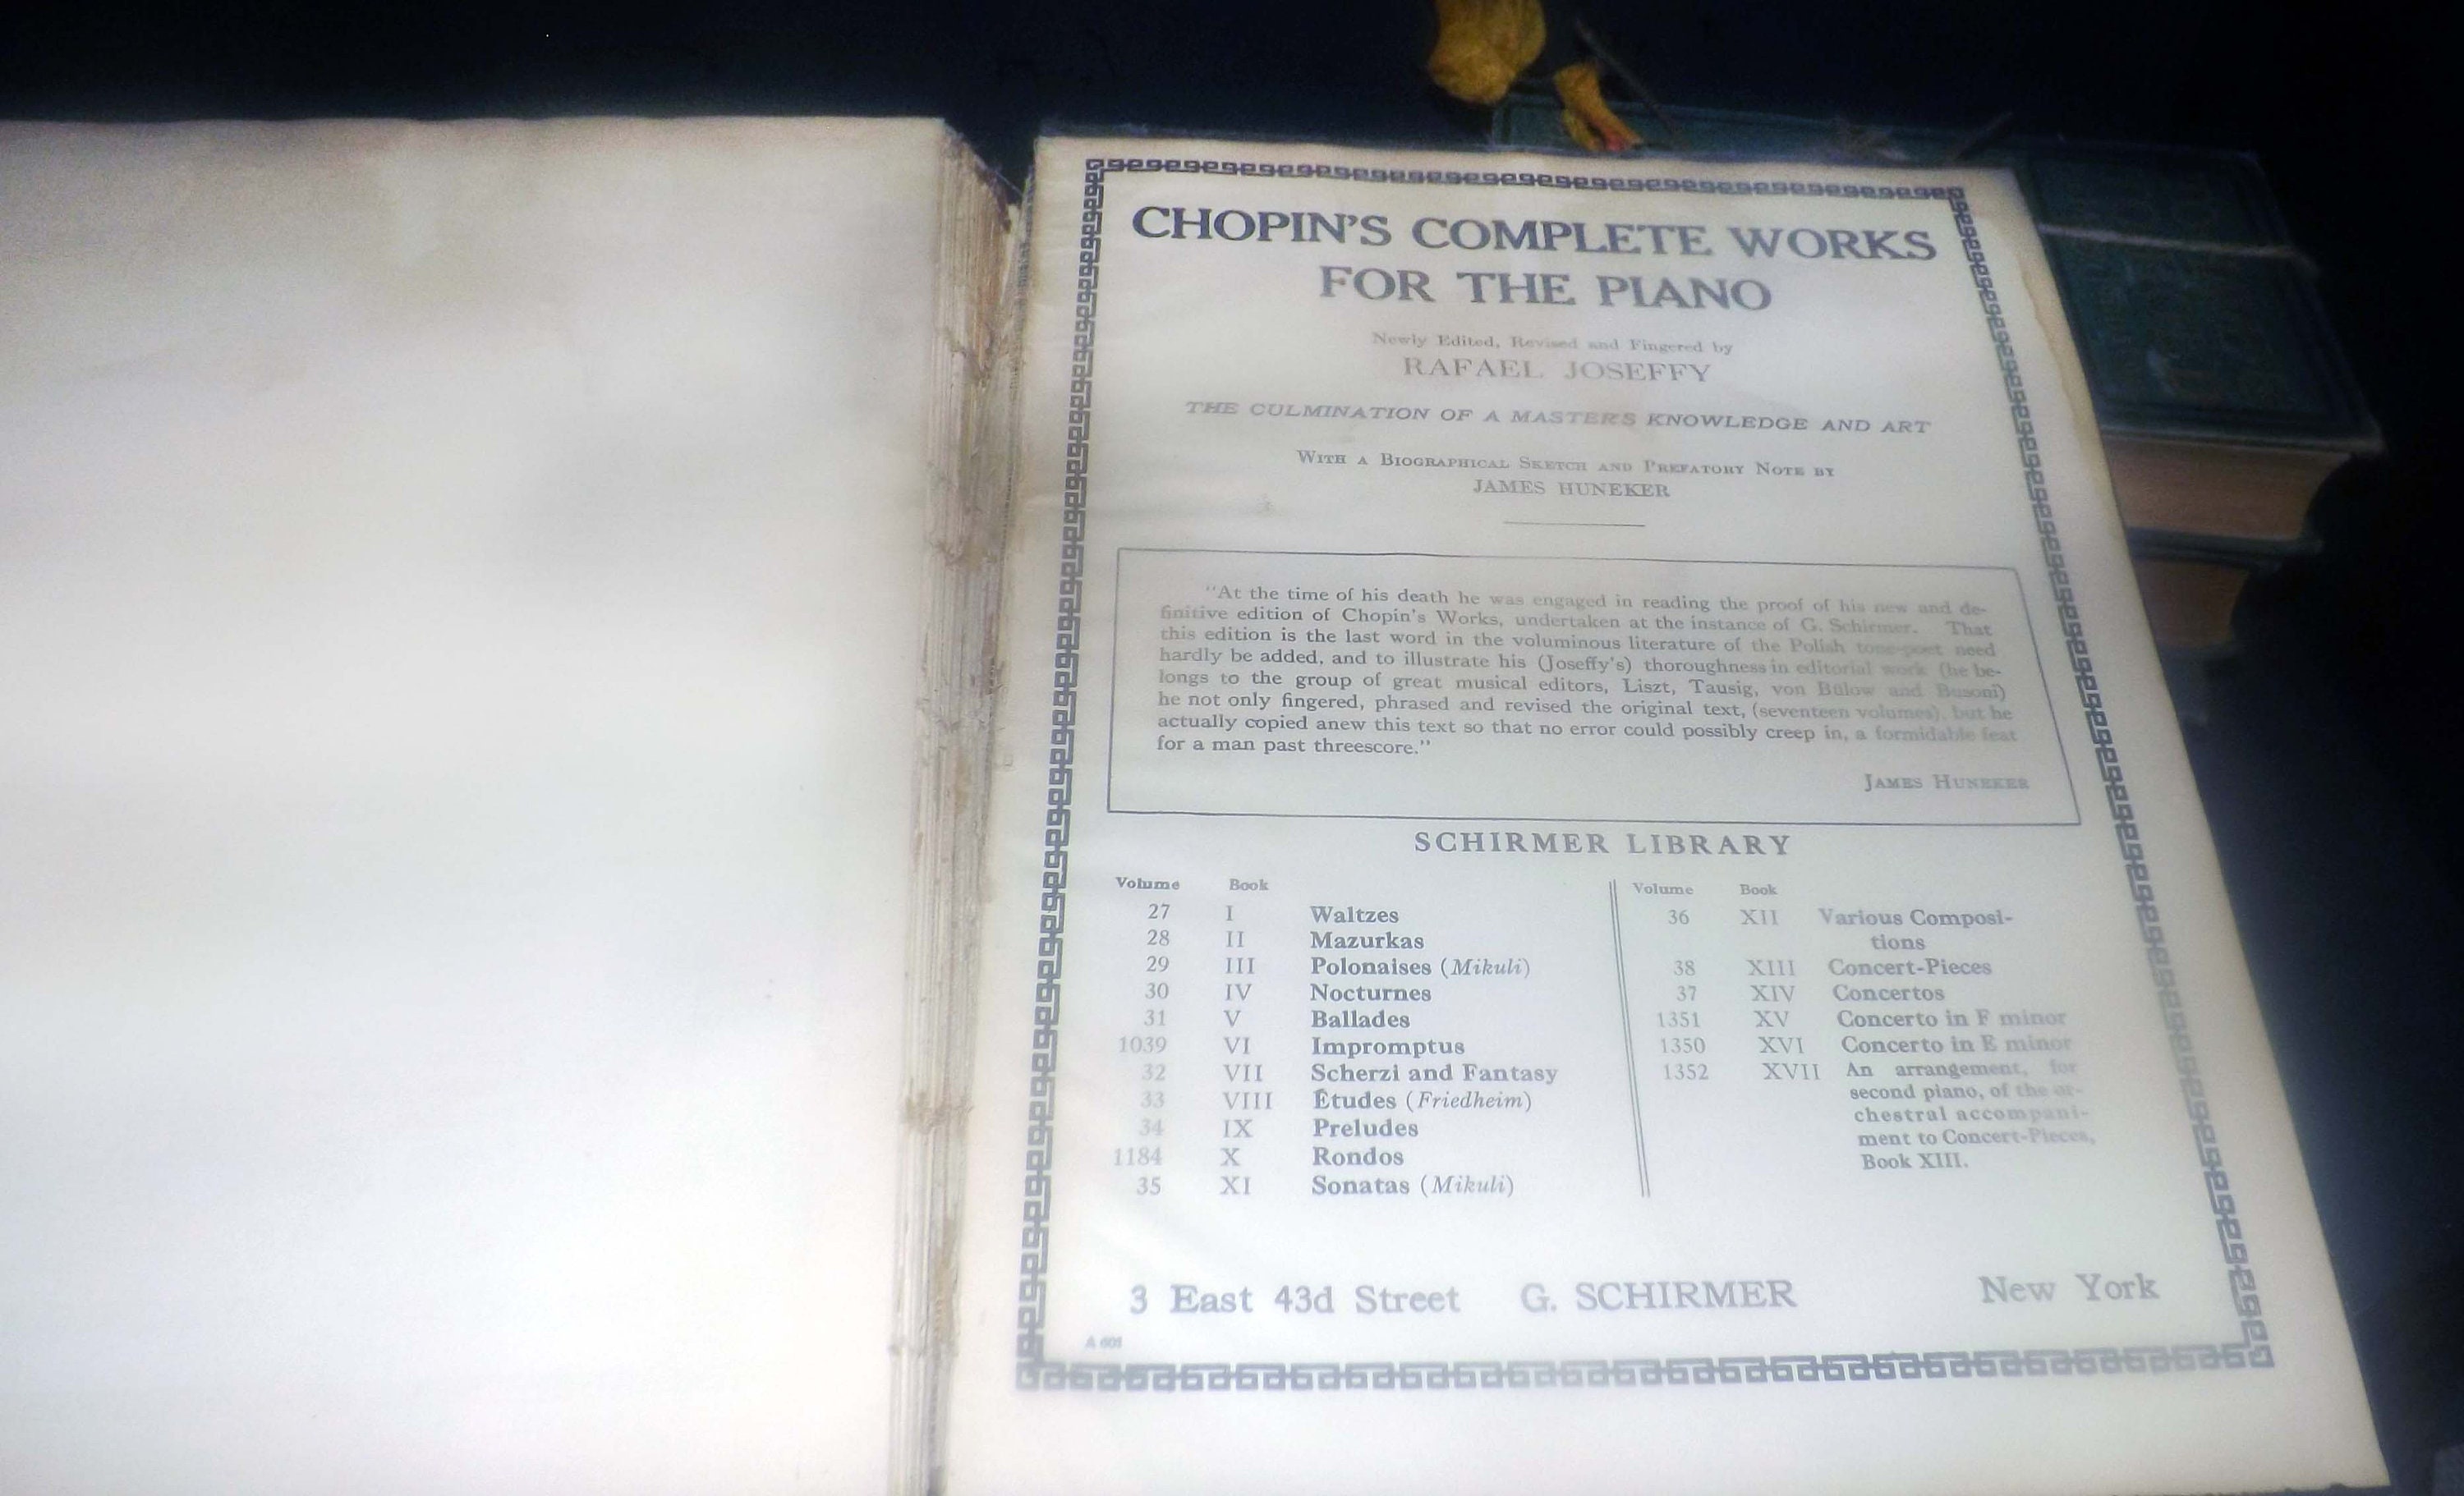 CHOPIN'S COMPLETE WORKS
FOR THE PIANO
Newly Edited, Revised and Fingered by
RAFAEL JOSEFFY
THE CULMINATION OF A MASTER'S KNOWLEDGE AND ART
WITH A BIOGRAPHICAL SKETCH AND PREFATORY NOTE BY
JAMES HUNEKER
"At the time of his death he was engaged in reading the proof of his new and de-
finitive edition of Chopin's Works, undertaken at the instance of G. Schirmer. That
this edition is the last word in the voluminous literature of the Polish tone-poet need
hardly be added, and to illustrate his (Joseffy's) thoroughness in editorial work (he be-
longs to the group of great musical editors, Liszt, Tausig, von Bülow and Busoni)
he not only fingered, phrased and revised the original text, (seventeen volumes), but he
actually copied anew this text so that no error could possibly creep in, a formidable feat
for a man past threescore."
JAMES HUNEKER
SCHIRMER LIBRARY
Volume Book
27 I Waltzes
28 II Mazurkas
29 III Polonaises (Mikuli)
30 IV Nocturnes
31 V Ballades
1039 VI Impromptus
32 VII Scherzi and Fantasy
33 VIII Études (Friedheim)
34 IX Preludes
1184 X Rondos
35 XI Sonatas (Mikuli)
Volume Book
36 XII Various Composi-
tions
38 XIII Concert-Pieces
37 XIV Concertos
1351 XV Concerto in F minor
1350 XVI Concerto in E minor
1352 XVII An arrangement, for
second piano, of the or-
chestral accompani-
ment to Concert-Pieces,
Book XIII.
3 East 43d Street G. SCHIRMER New York